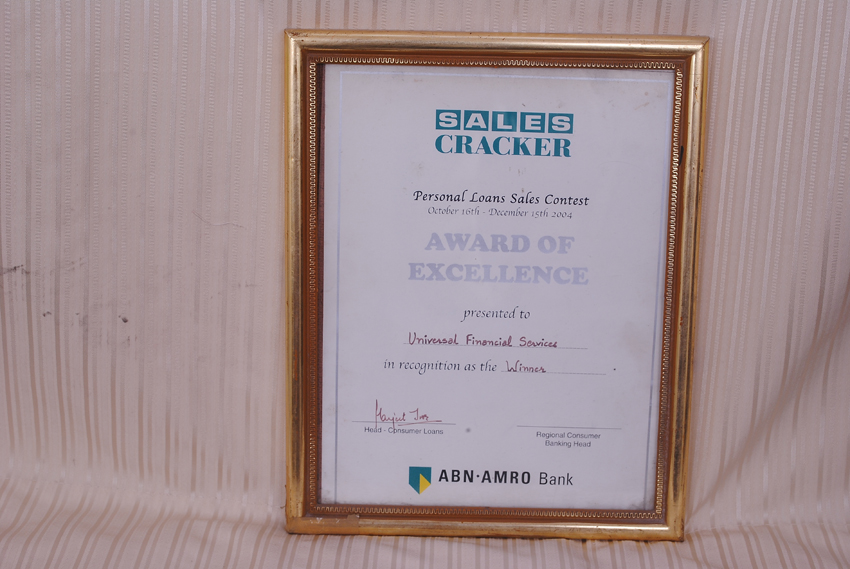 SALES
CRACKER
Personal Loans Sales Contest
October 16th - December 15th 2004
AWARD OF
EXCELLENCE
presented to
Universal Financial Services
in recognition as the Winner
Head - Consumer Loans
Regional Consumer
Banking Head
ABN·AMRO Bank